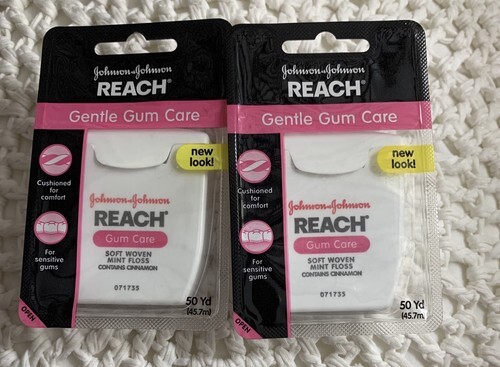 Johnson & Johnson
REACH®
Gentle Gum Care
new
look!
Cushioned
for
comfort
For
sensitive
gums
Johnson & Johnson
REACH®
Gum Care
SOFT WOVEN
MINT FLOSS
CONTAINS CINNAMON
071735
50 Yd
(45.7m)
OPEN
Johnson & Johnson
REACH®
Gentle Gum Care
new
look!
Cushioned
for
comfort
For
sensitive
gums
Johnson & Johnson
REACH®
Gum Care
SOFT WOVEN
MINT FLOSS
CONTAINS CINNAMON
071735
50 Yd
(45.7m)
OPEN